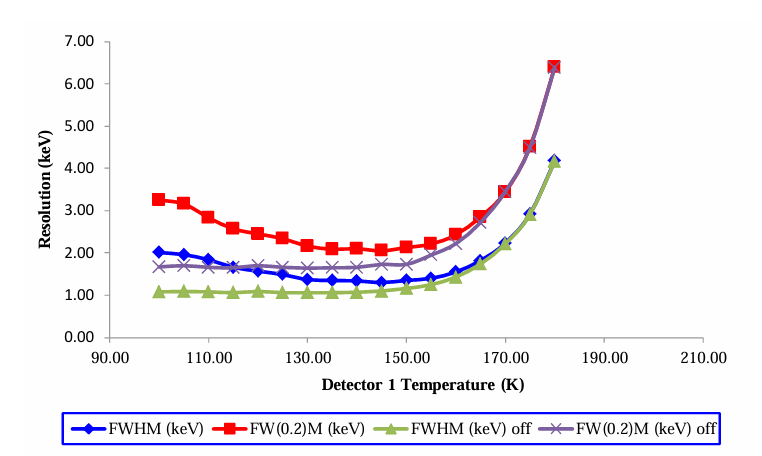 7.00
6.00
5.00
4.00
3.00
2.00
1.00
0.00
Resolution (keV)
90.00 110.00 130.00 150.00 170.00 190.00 210.00
Detector 1 Temperature (K)
FWHM (keV) FW(0.2)M (keV) FWHM (keV) off FW(0.2)M (keV) off